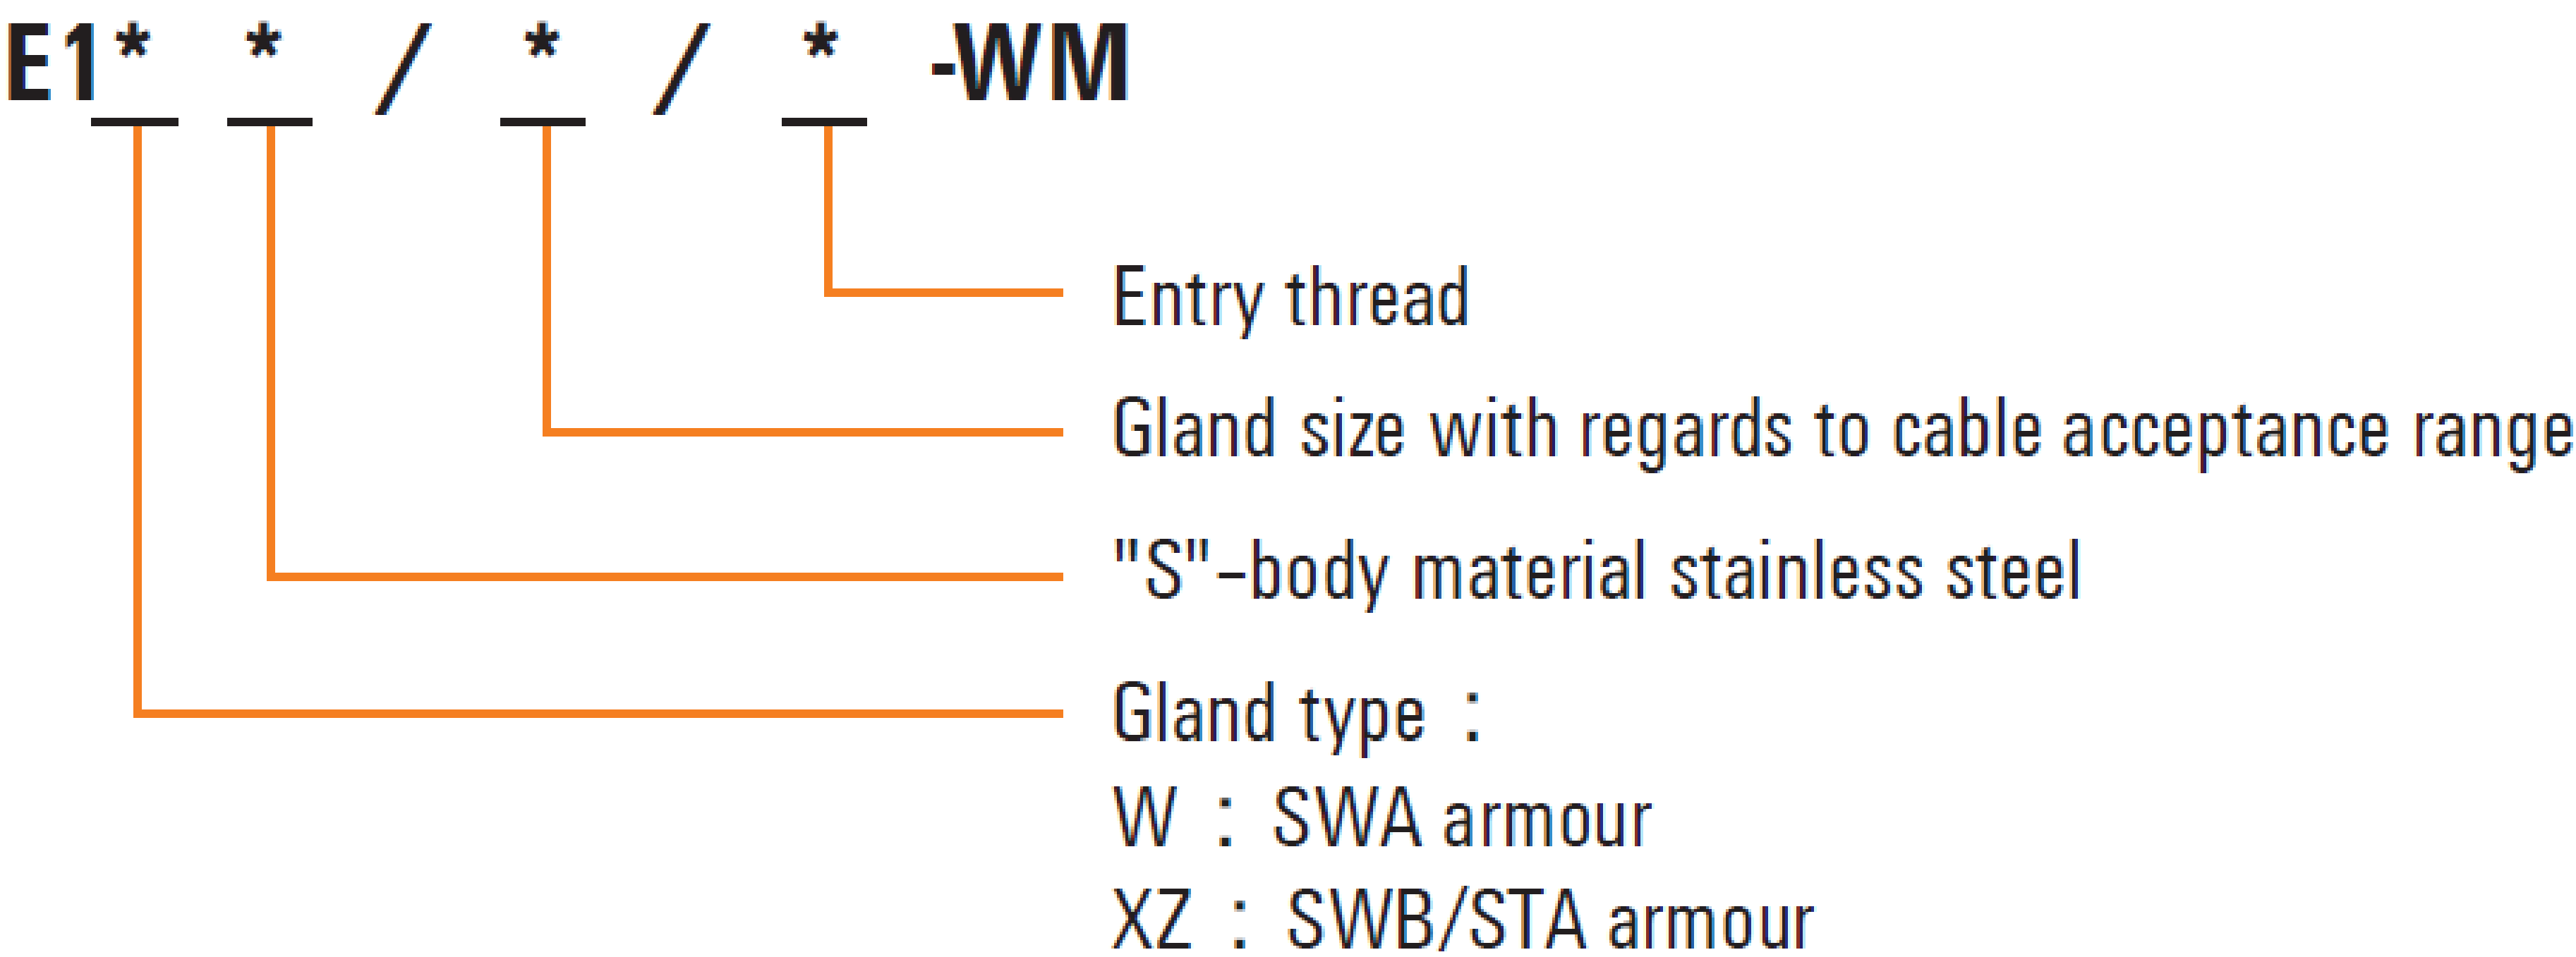 E1* * / * / * -WM
Entry thread
Gland size with regards to cable acceptance range
"S"–body material stainless steel
Gland type :
W : SWA armour
XZ : SWB/STA armour